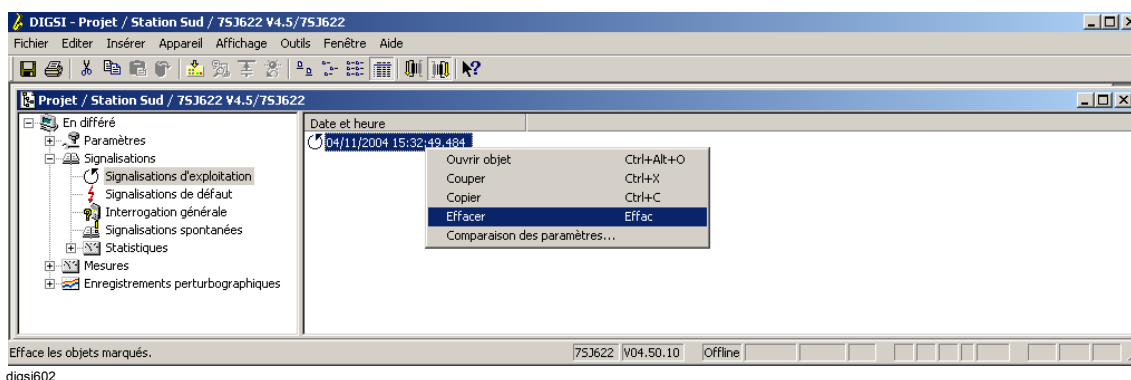 DIGSI - Projet / Station Sud / 7SJ622 V4.5/7SJ622
Fichier Editer Insérer Appareil Affichage Outils Fenêtre Aide
Projet / Station Sud / 7SJ622 V4.5/7SJ622
En différé
Paramètres
Signalisations
Signalisations d'exploitation
Signalisations de défaut
Interrogation générale
Signalisations spontanées
Statistiques
Mesures
Enregistrements perturbographiques
Date et heure
04/11/2004 15:32:49.484
Ouvrir objet Ctrl+Alt+O
Couper Ctrl+X
Copier Ctrl+C
Effacer Effac
Comparaison des paramètres...
Efface les objets marqués. 7SJ622 V04.50.10 Offline
digsi602